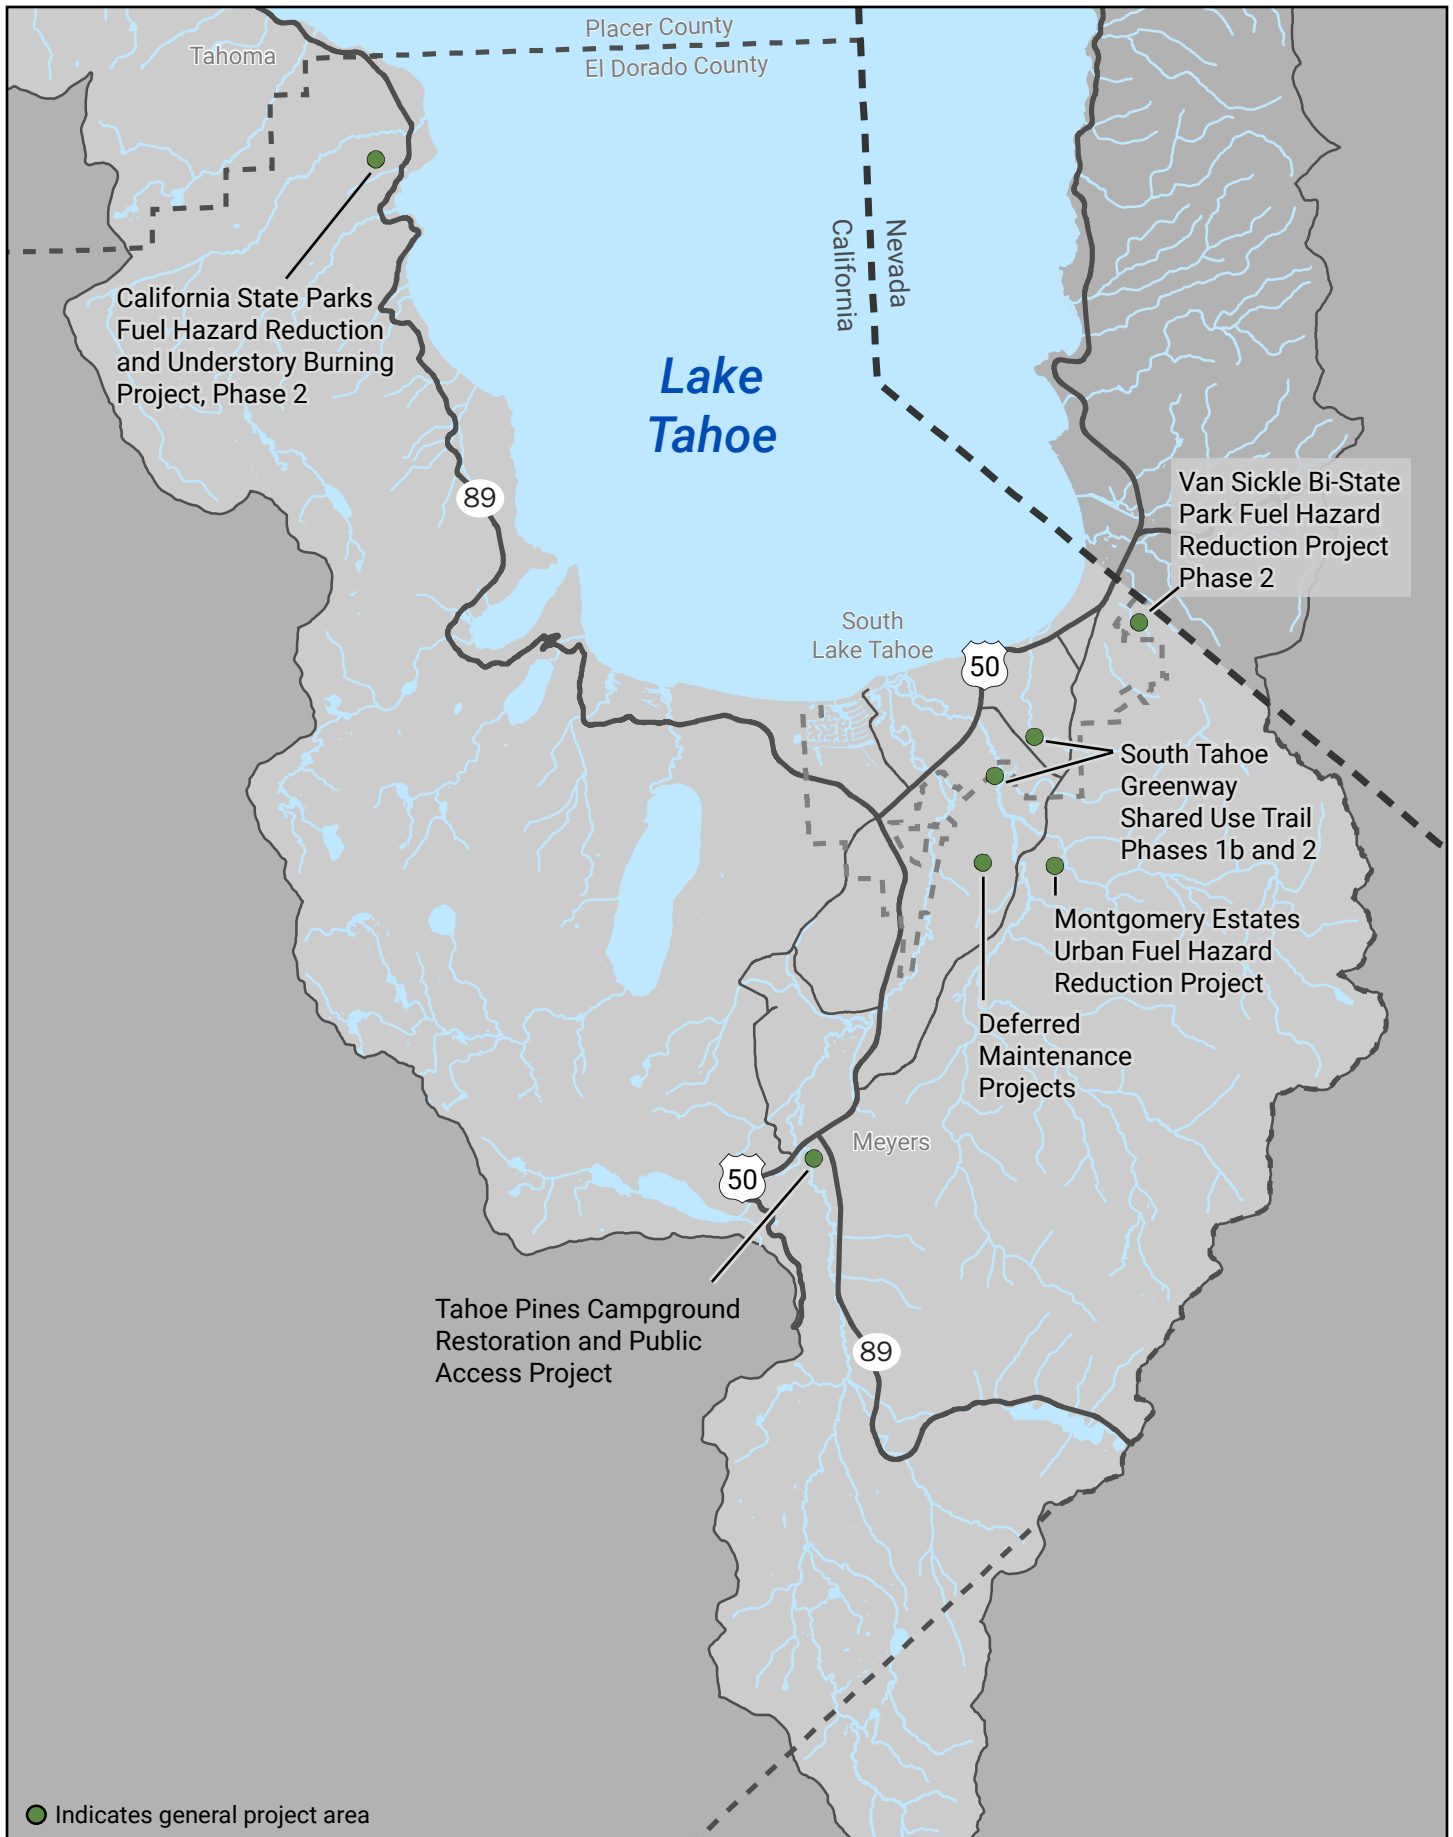 Placer County
Tahoma
El Dorado County
Nevada
California
California State Parks
Fuel Hazard Reduction
and Understory Burning
Project, Phase 2
Lake
Tahoe
89
Van Sickle Bi-State
Park Fuel Hazard
Reduction Project
Phase 2
South
Lake Tahoe
50
South Tahoe
Greenway
Shared Use Trail
Phases 1b and 2
Montgomery Estates
Urban Fuel Hazard
Reduction Project
Deferred
Maintenance
Projects
Meyers
50
Tahoe Pines Campground
Restoration and Public
Access Project
89
Indicates general project area